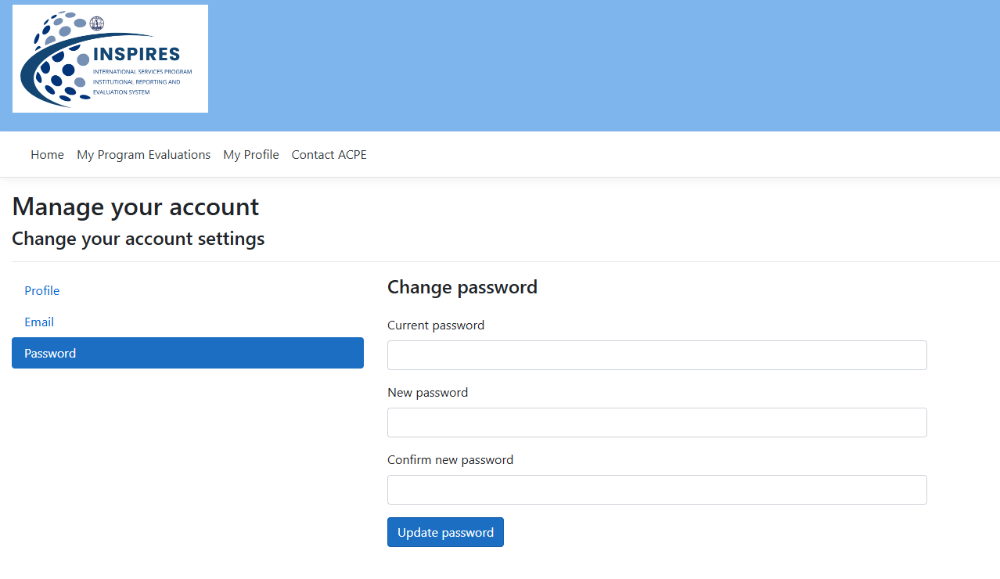 INSPIRES
INTERNATIONAL SERVICES PROGRAM
INSTITUTIONAL REPORTING AND
EVALUATION SYSTEM
Home My Program Evaluations My Profile Contact ACPE
Manage your account
Change your account settings
Profile
Email
Password
Change password
Current password
New password
Confirm new password
Update password